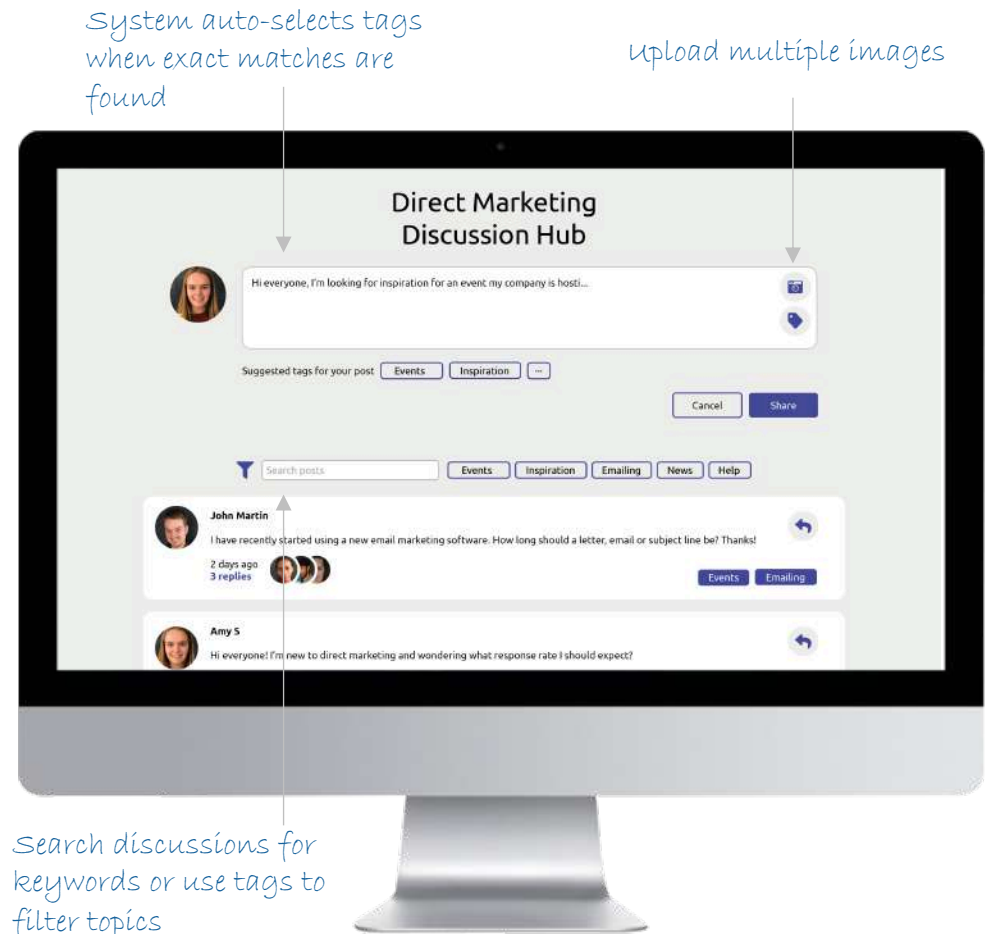 System auto-selects tags
when exact matches are
found
Upload multiple images
Direct Marketing
Discussion Hub
Hi everyone, I'm looking for inspiration for an event my company is hosti...
Suggested tags for your post Events Inspiration ...
Cancel Share
Search posts Events Inspiration Emailing News Help
John Martin
I have recently started using a new email marketing software. How long should a letter, email or subject line be? Thanks!
2 days ago
3 replies
Events Emailing
Amy S
Hi everyone! I'm new to direct marketing and wondering what response rate I should expect?
Search discussions for
keywords or use tags to
filter topics